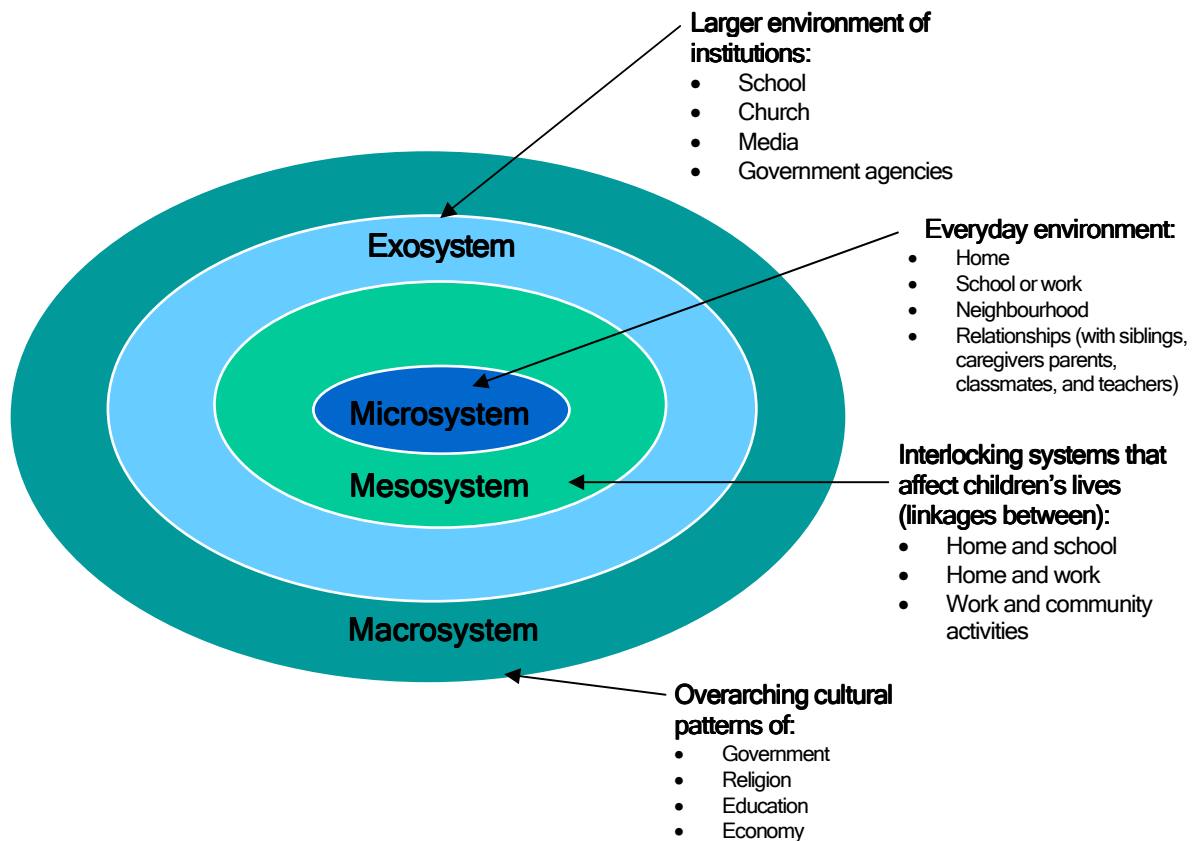 Larger environment of
institutions:
• School
• Church
• Media
• Government agencies
Exosystem
Everyday environment:
• Home
• School or work
• Neighbourhood
• Relationships (with siblings,
caregivers parents,
classmates, and teachers)
Microsystem
Mesosystem
Interlocking systems that
affect children’s lives
(linkages between):
• Home and school
• Home and work
• Work and community
activities
Macrosystem
Overarching cultural
patterns of:
• Government
• Religion
• Education
• Economy